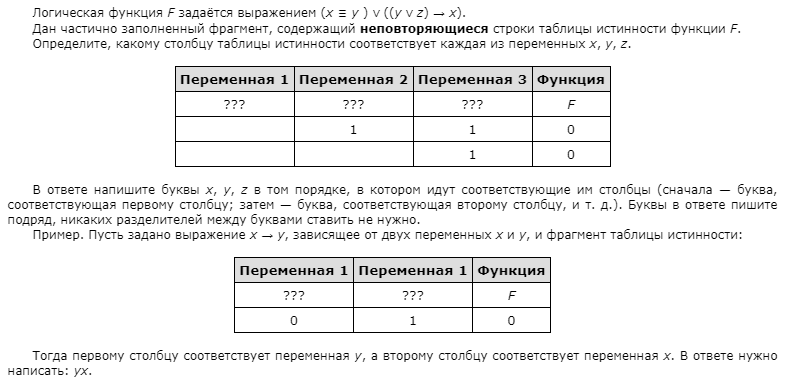 Логическая функция F задаётся выражением (x ≡ y ) ∨ ((y ∨ z) → x).
Дан частично заполненный фрагмент, содержащий неповторяющиеся строки таблицы истинности функции F.
Определите, какому столбцу таблицы истинности соответствует каждая из переменных x, y, z.
Переменная 1 Переменная 2 Переменная 3 Функция
??? ??? ??? F
1 1 0
1 0
В ответе напишите буквы x, y, z в том порядке, в котором идут соответствующие им столбцы (сначала — буква,
соответствующая первому столбцу; затем — буква, соответствующая второму столбцу, и т. д.). Буквы в ответе пишите
подряд, никаких разделителей между буквами ставить не нужно.
Пример. Пусть задано выражение x → y, зависящее от двух переменных x и y, и фрагмент таблицы истинности:
Переменная 1 Переменная 1 Функция
??? ??? F
0 1 0
Тогда первому столбцу соответствует переменная y, а второму столбцу соответствует переменная x. В ответе нужно
написать: yx.